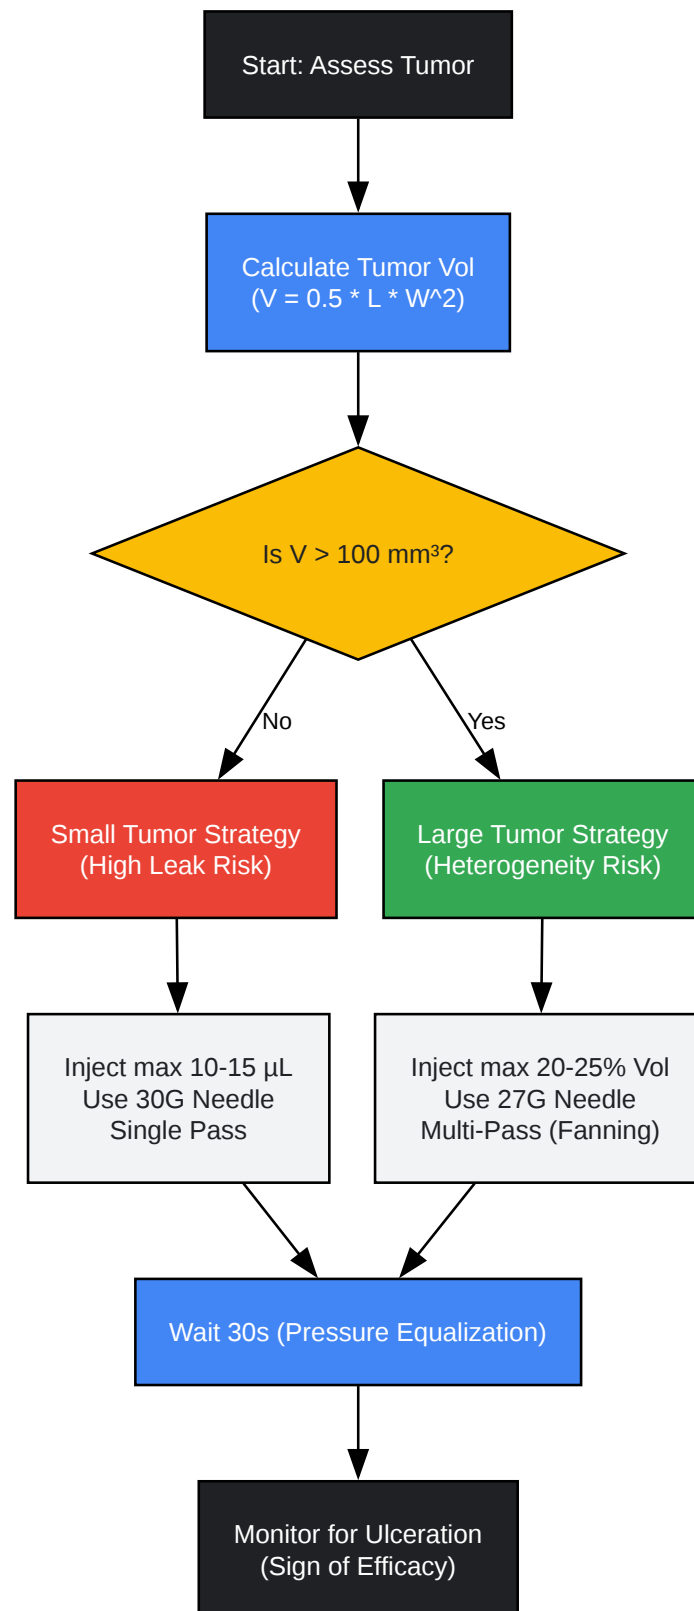 Start: Assess Tumor
Calculate Tumor Vol
(V = 0.5 * L * W^2)
Is V > 100 mm³?
No
Yes
Small Tumor Strategy
(High Leak Risk)
Large Tumor Strategy
(Heterogeneity Risk)
Inject max 10-15 µL
Use 30G Needle
Single Pass
Inject max 20-25% Vol
Use 27G Needle
Multi-Pass (Fanning)
Wait 30s (Pressure Equalization)
Monitor for Ulceration
(Sign of Efficacy)